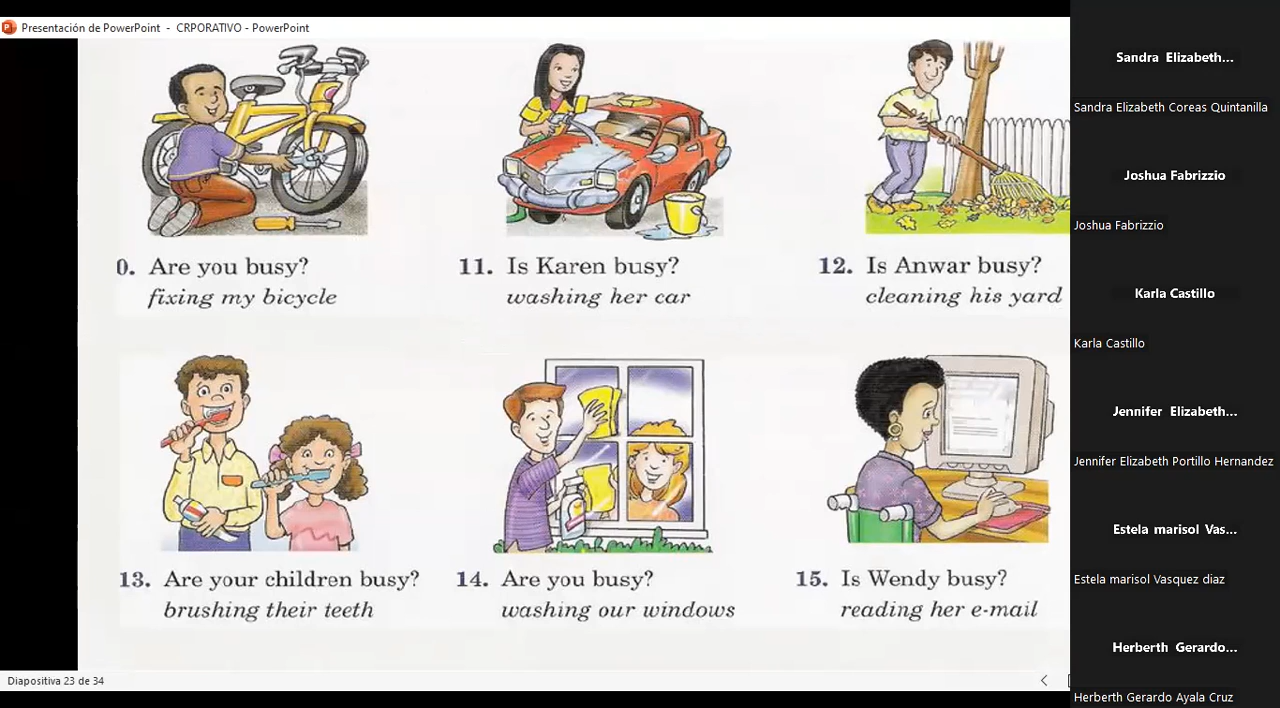 Presentación de PowerPoint - CRPORATIVO - PowerPoint
0. Are you busy?
fixing my bicycle
11. Is Karen busy?
washing her car
12. Is Anwar busy?
cleaning his yard
13. Are your children busy?
brushing their teeth
14. Are you busy?
washing our windows
15. Is Wendy busy?
reading her e-mail
Diapositiva 23 de 34
Sandra Elizabeth...
Sandra Elizabeth Coreas Quintanilla
Joshua Fabrizzio
Joshua Fabrizzio
Karla Castillo
Karla Castillo
Jennifer Elizabeth...
Jennifer Elizabeth Portillo Hernandez
Estela marisol Vas...
Estela marisol Vasquez diaz
Herberth Gerardo...
Herberth Gerardo Ayala Cruz